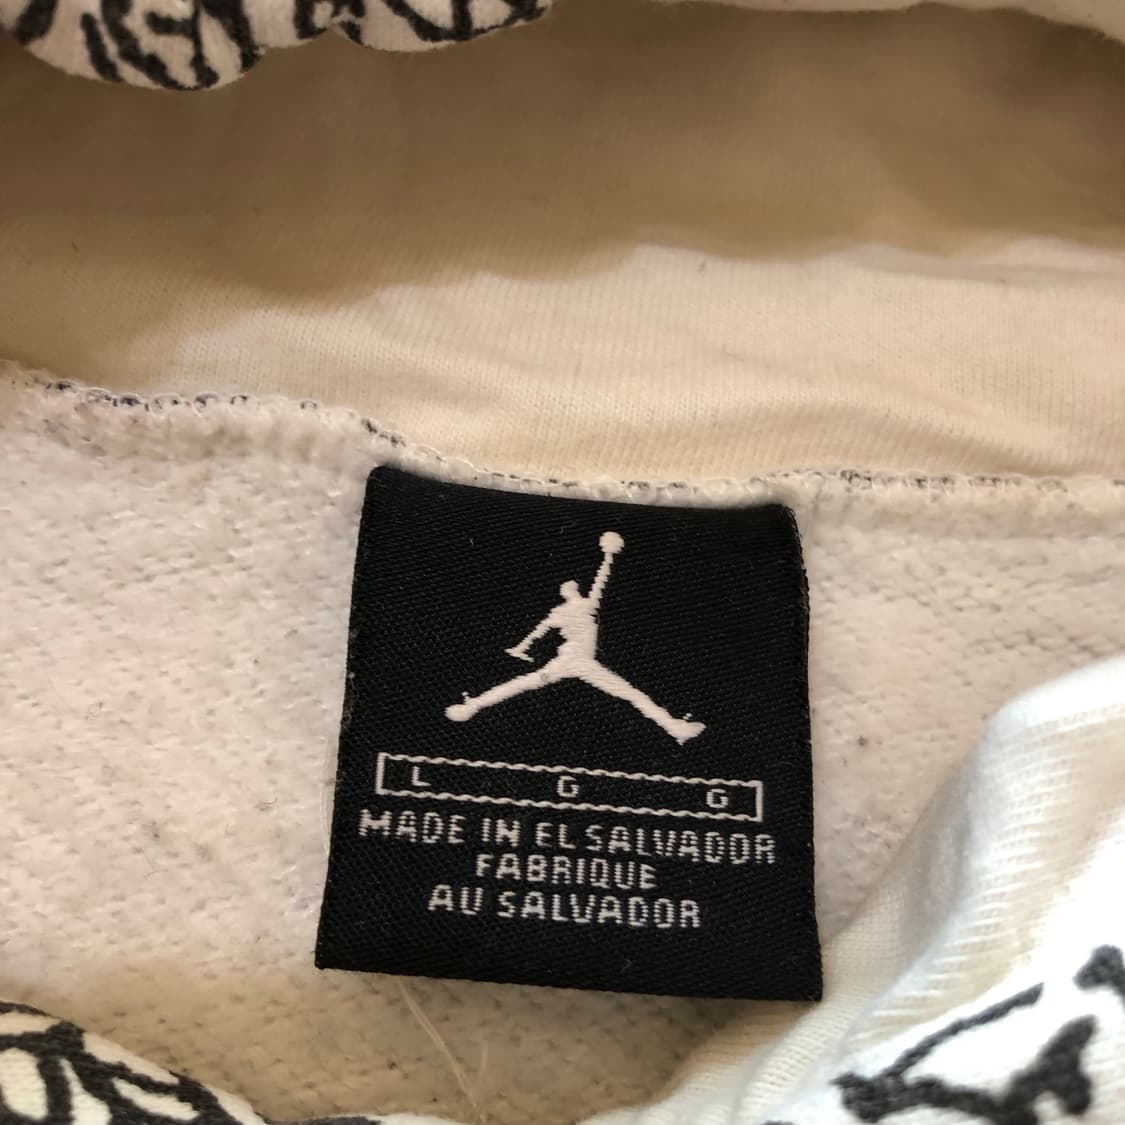 L G G
MADE IN EL SALVADOR
FABRIQUE
AU SALVADOR